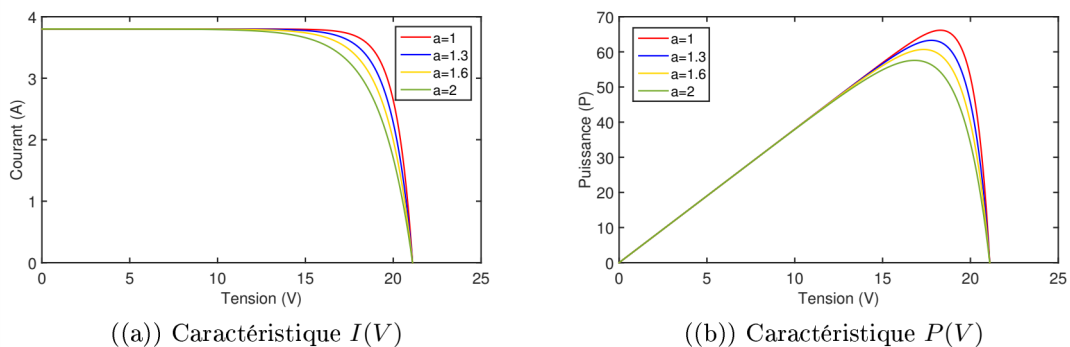 4
3
2
1
0
0
5
10
15
20
25
Courant (A)
Tension (V)
a=1
a=1.3
a=1.6
a=2
((a)) Caractéristique I(V)
70
60
50
40
30
20
10
0
0
5
10
15
20
25
Puissance (P)
Tension (V)
a=1
a=1.3
a=1.6
a=2
((b)) Caractéristique P(V)